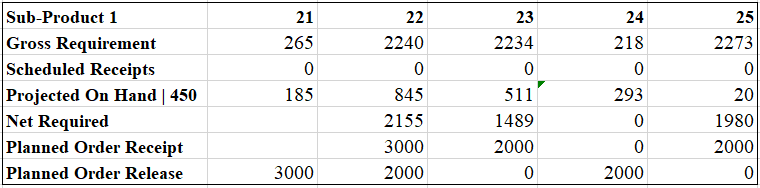 Sub-Product 1 21 22 23 24 25
Gross Requirement 265 2240 2234 218 2273
Scheduled Receipts 0 0 0 0 0
Projected On Hand | 450 185 845 511 293 20
Net Required 2155 1489 0 1980
Planned Order Receipt 3000 2000 0 2000
Planned Order Release 3000 2000 0 2000 0